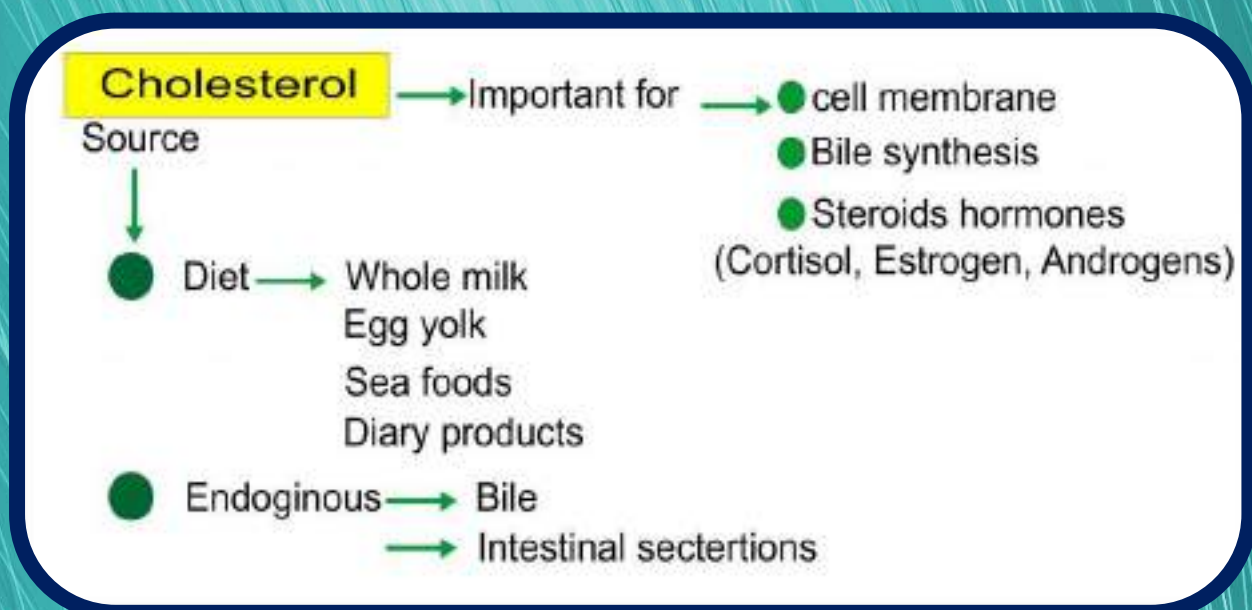 Cholesterol Important for cell membrane
Source
Bile synthesis
Steroids hormones
(Cortisol, Estrogen, Androgens)
Diet Whole milk
Egg yolk
Sea foods
Diary products
Endoginous Bile
Intestinal sectertions